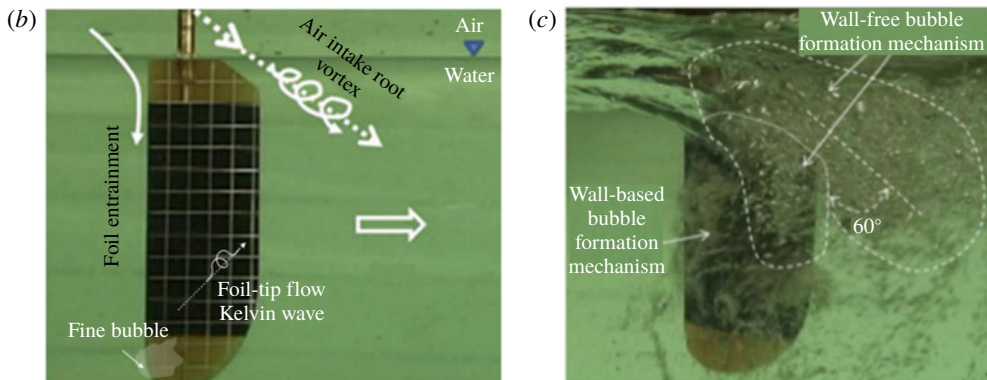 (b)
Air
Water
Air intake root
vortex
Foil entrainment
Foil-tip flow
Kelvin wave
Fine bubble
(c)
Wall-free bubble
formation mechanism
Wall-based
bubble
formation
mechanism
60°